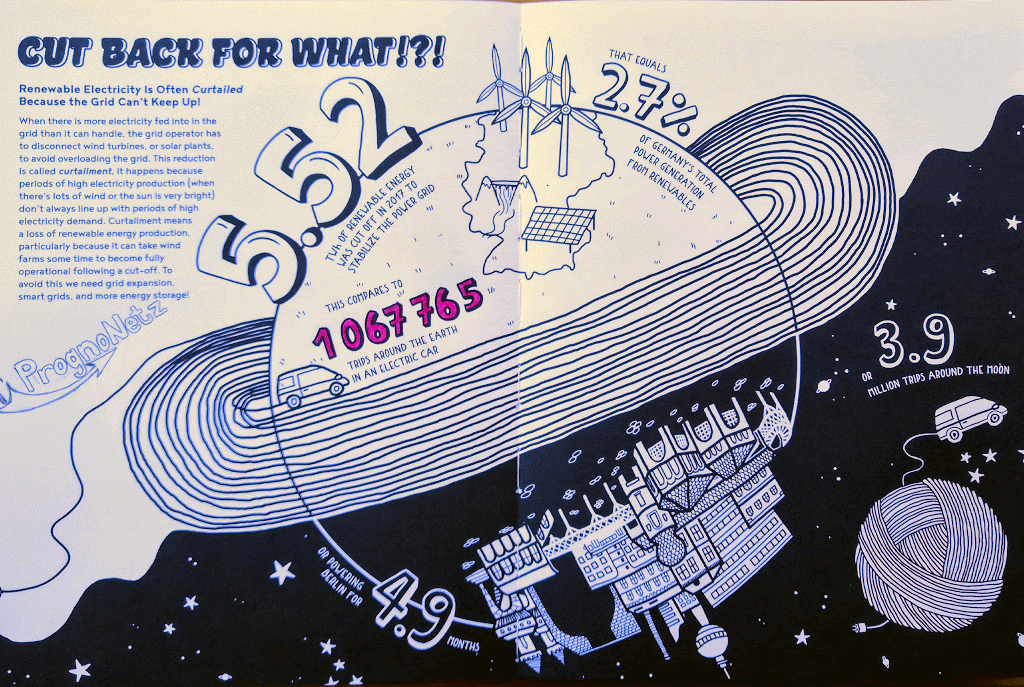 CUT BACK FOR WHAT!?!
Renewable Electricity Is Often Curtailed
Because the Grid Can't Keep Up!
When there is more electricity fed into in the
grid than it can handle, the grid operator has
to disconnect wind turbines, or solar plants,
to avoid overloading the grid. This reduction
is called curtailment, it happens because
periods of high electricity production (when
there's lots of wind or the sun is very bright)
don't always line up with periods of high
electricity demand. Curtailment means
a loss of renewable energy production,
particularly because it can take wind
farms some time to become fully
operational following a cut-off. To
avoid this we need grid expansion,
smart grids, and more energy storage!
PrognoNetz
5.52
TWh OF RENEWABLE ENERGY
WAS CUT OFF IN 2017 TO
STABILIZE THE POWER GRID
THAT EQUALS
2.7%
OF GERMANY'S TOTAL
POWER GENERATION
FROM RENEWABLES
THIS COMPARES TO
1 067 765
TRIPS AROUND THE EARTH
IN AN ELECTRIC CAR
3.9
OR
MILLION TRIPS AROUND THE MOON
OR POWERING
BERLIN FOR
4.9
MONTHS